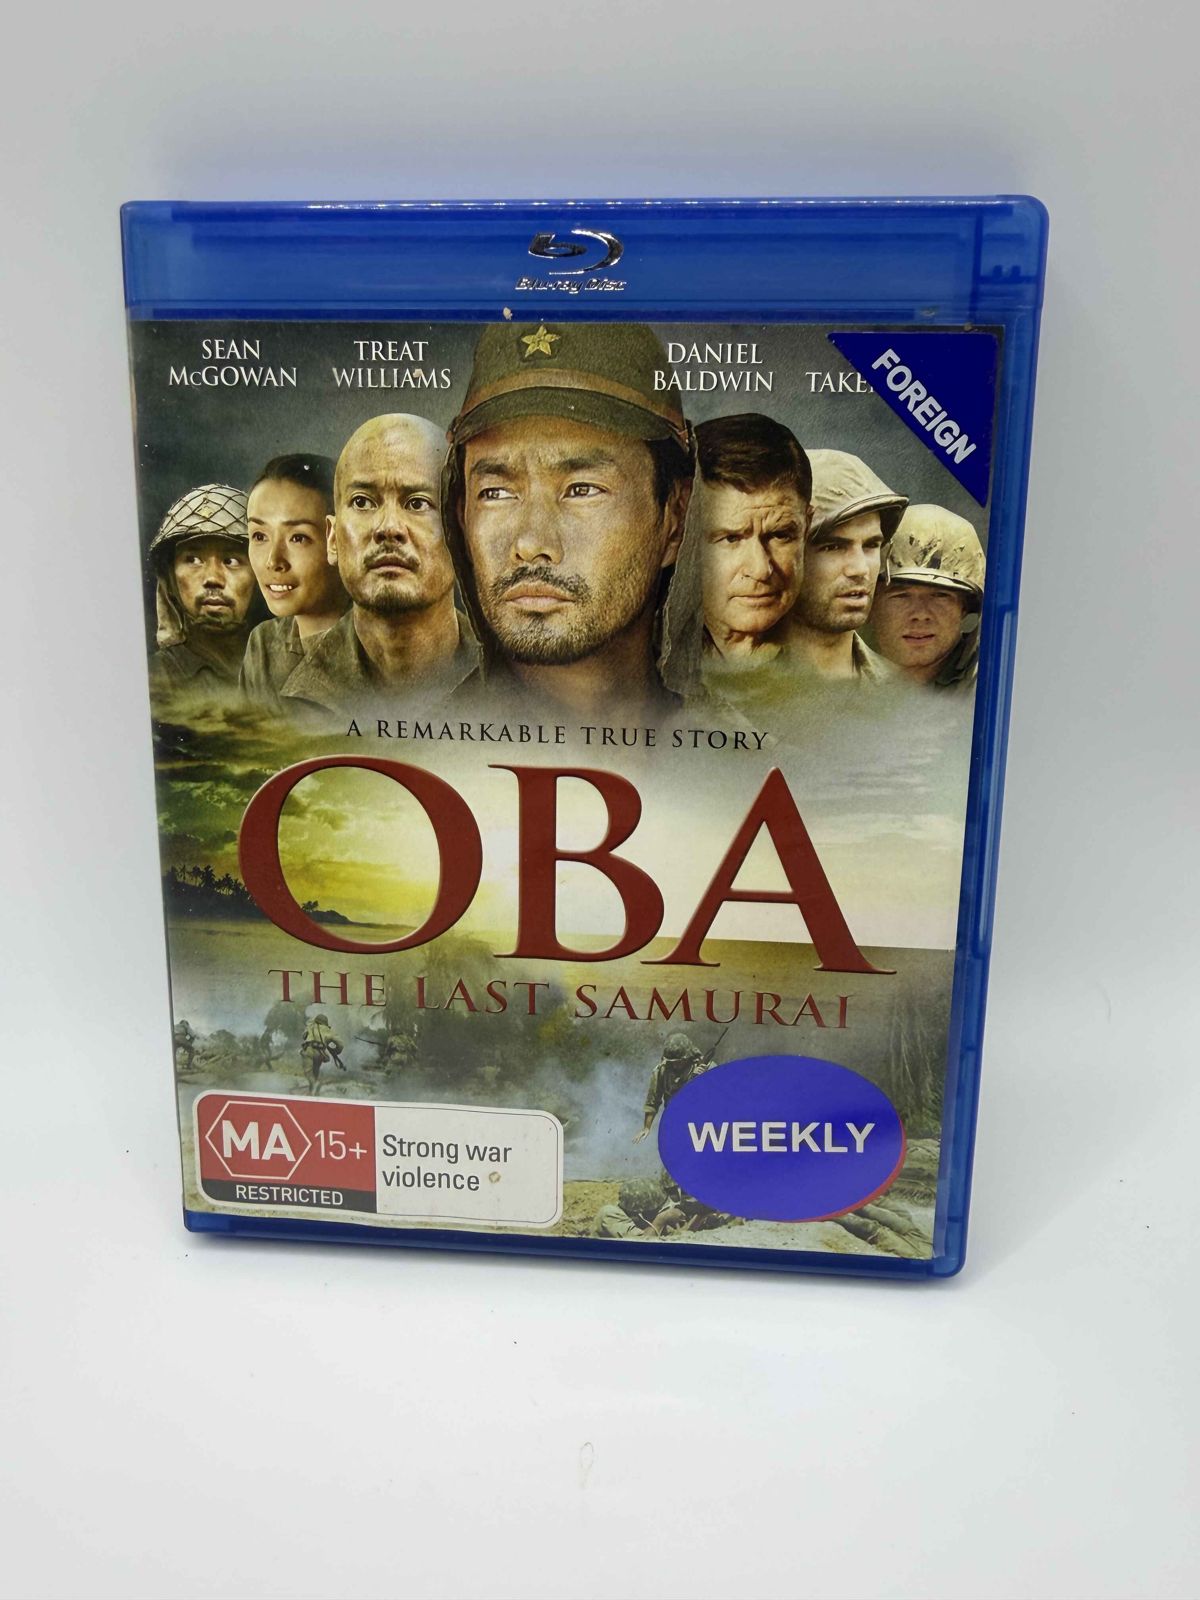 Blu-ray Disc
SEAN
McGOWAN
TREAT
WILLIAMS
DANIEL
BALDWIN
FOREIGN
A REMARKABLE TRUE STORY
OBA
THE LAST SAMURAI
MA 15+
RESTRICTED
Strong war
violence
WEEKLY